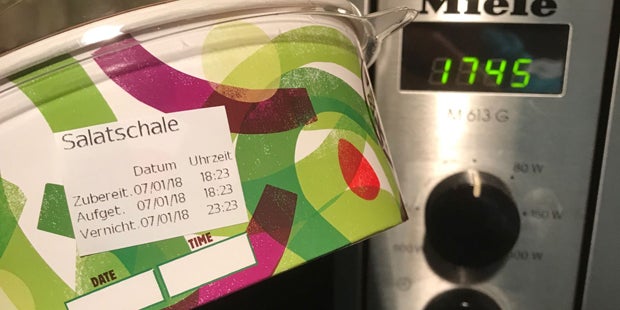 Salatschale
Datum Uhrzeit
Zubereit. 07/01/18 18:23
Aufget. 07/01/18 18:23
Vernicht. 07/01/18 23:23
DATE
TIME
Miele
1745
M 613 G
80 W
150 W